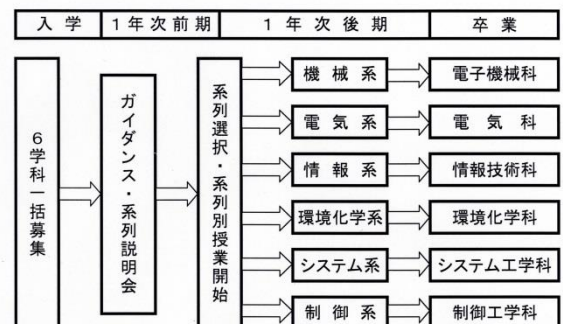 入学
1年次前期
1年次後期
卒業
6学科一括募集
ガイダンス・系列説明会
系列選択・系列別授業開始
機械系
電子機械科
電気系
電気科
情報系
情報技術科
環境化学系
環境化学科
システム系
システム工学科
制御系
制御工学科